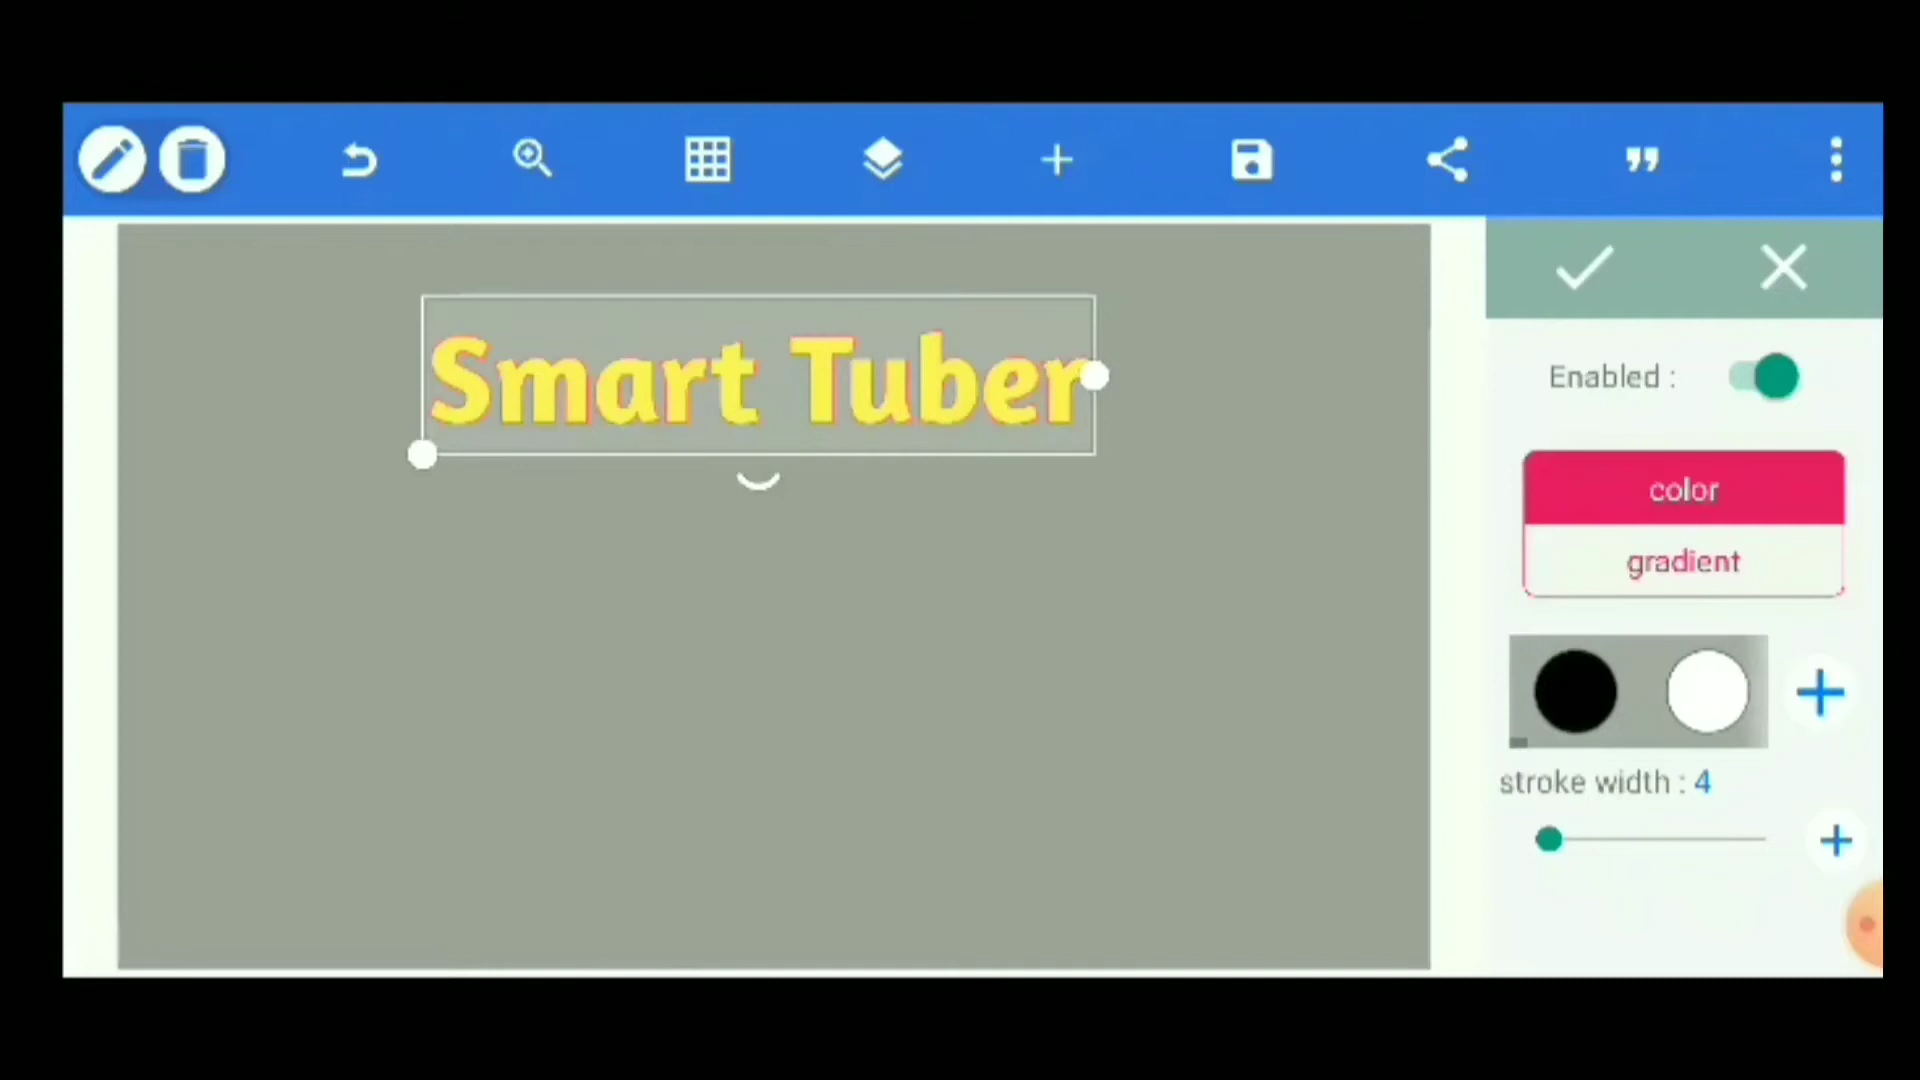 Smart Tuber
Enabled :
color
gradient
stroke width : 4